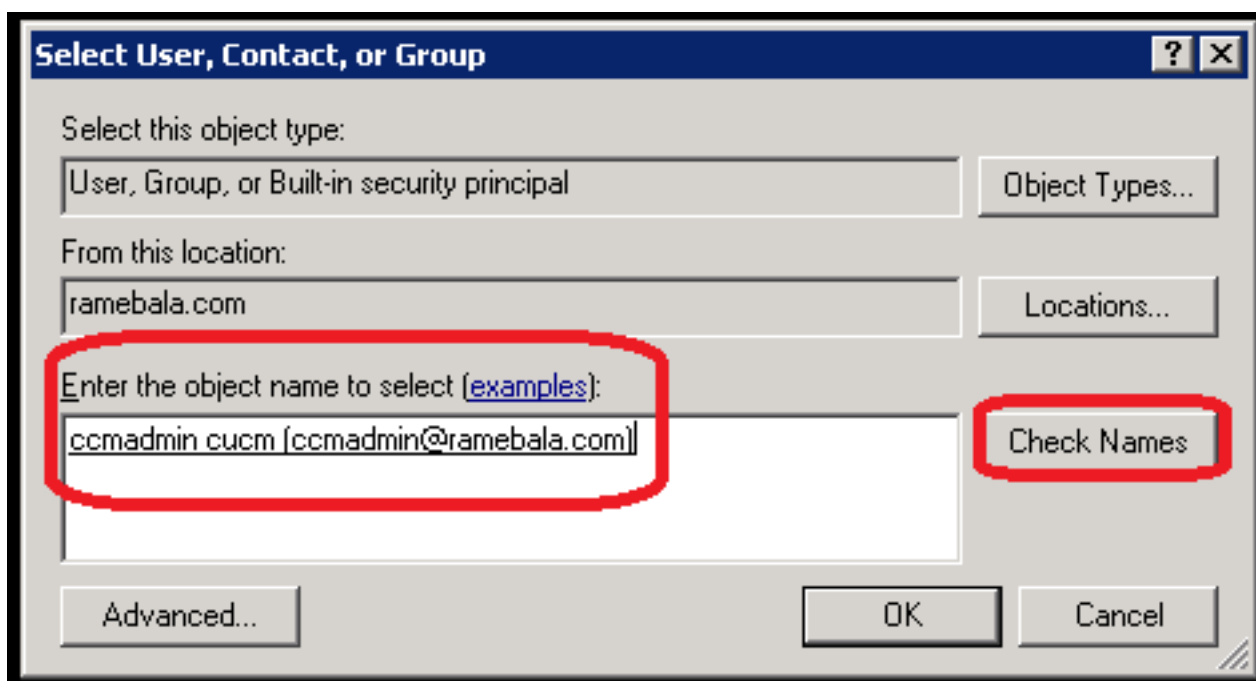 Select User, Contact, or Group
?
Select this object type:
User, Group, or Built-in security principal
Object Types...
From this location:
ramebala.com
Locations...
Enter the object name to select (examples):
ccmadmin cucm (ccmadmin@ramebala.com)
Check Names
Advanced...
OK
Cancel